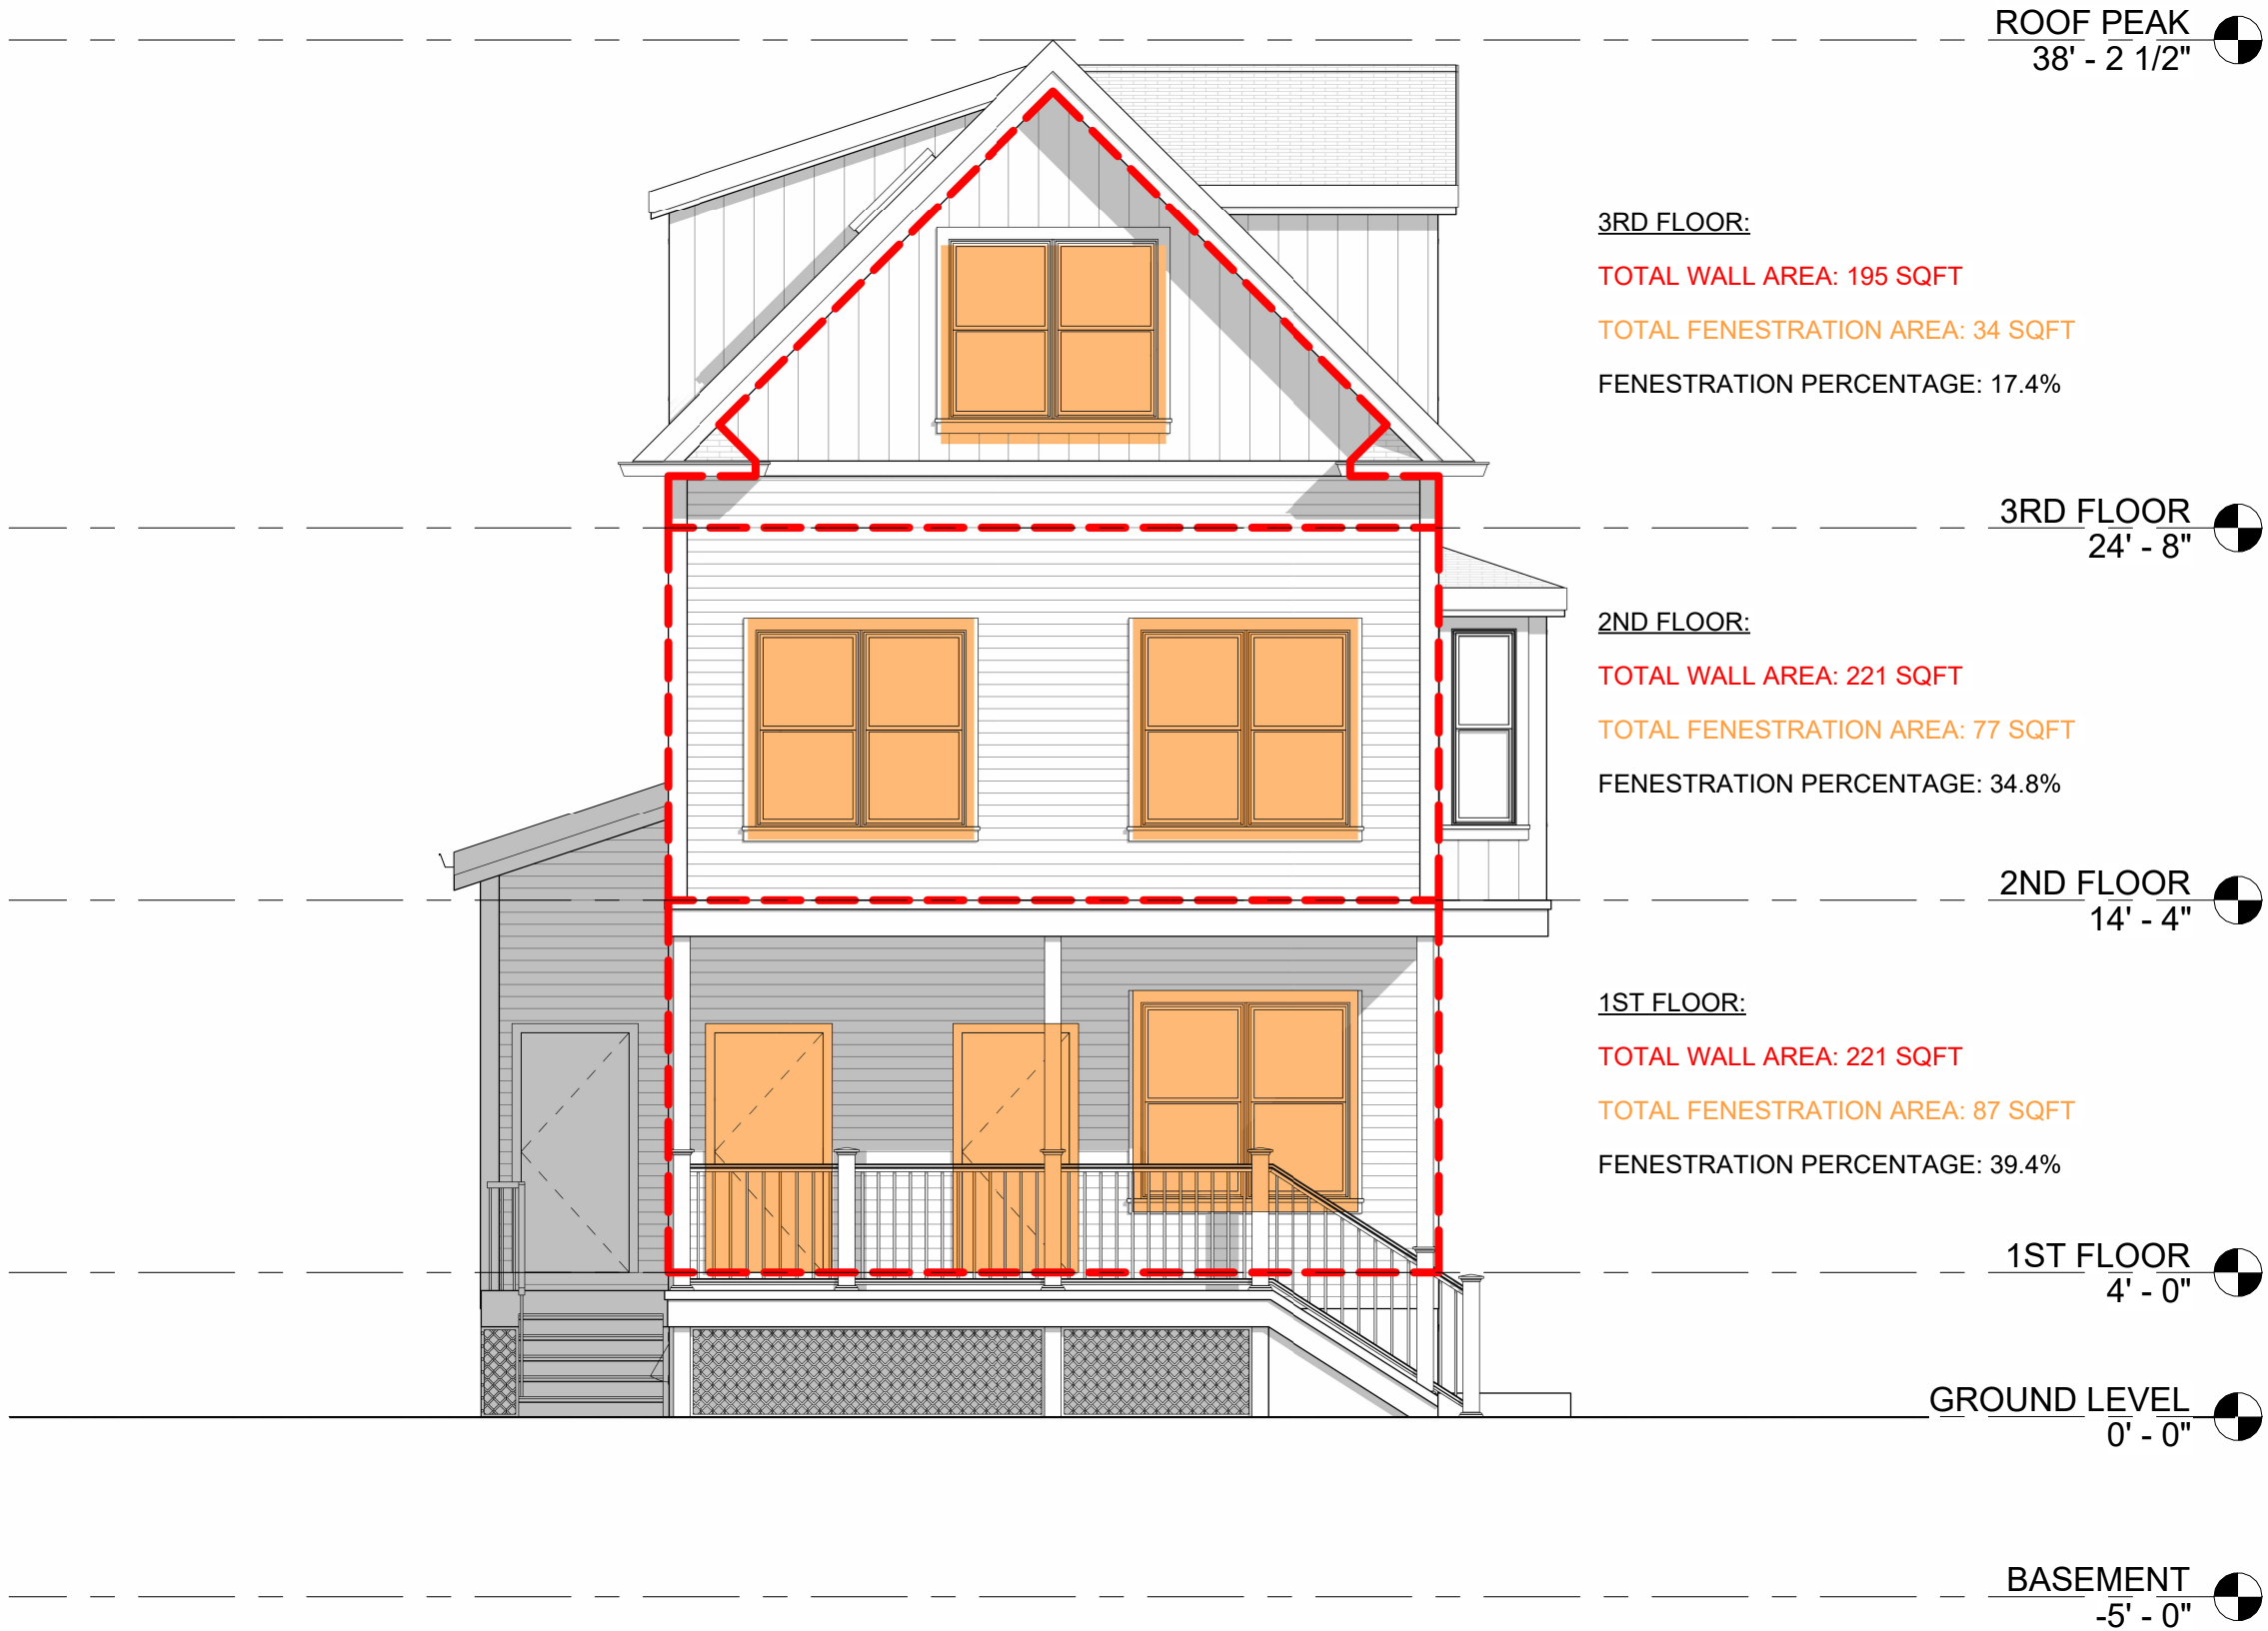 ROOF PEAK
38' - 2 1/2"
3RD FLOOR:
TOTAL WALL AREA: 195 SQFT
TOTAL FENESTRATION AREA: 34 SQFT
FENESTRATION PERCENTAGE: 17.4%
3RD FLOOR
24' - 8"
2ND FLOOR:
TOTAL WALL AREA: 221 SQFT
TOTAL FENESTRATION AREA: 77 SQFT
FENESTRATION PERCENTAGE: 34.8%
2ND FLOOR
14' - 4"
1ST FLOOR:
TOTAL WALL AREA: 221 SQFT
TOTAL FENESTRATION AREA: 87 SQFT
FENESTRATION PERCENTAGE: 39.4%
1ST FLOOR
4' - 0"
GROUND LEVEL
0' - 0"
BASEMENT
-5' - 0"